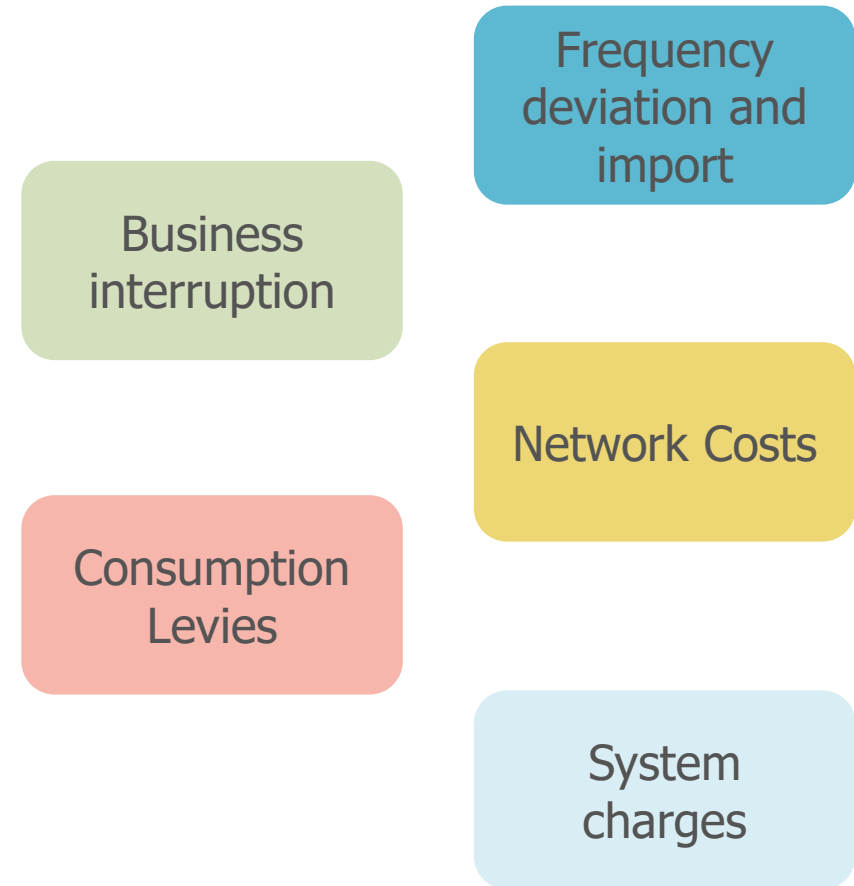 Frequency
deviation and
import
Business
interruption
Network Costs
Consumption
Levies
System
charges